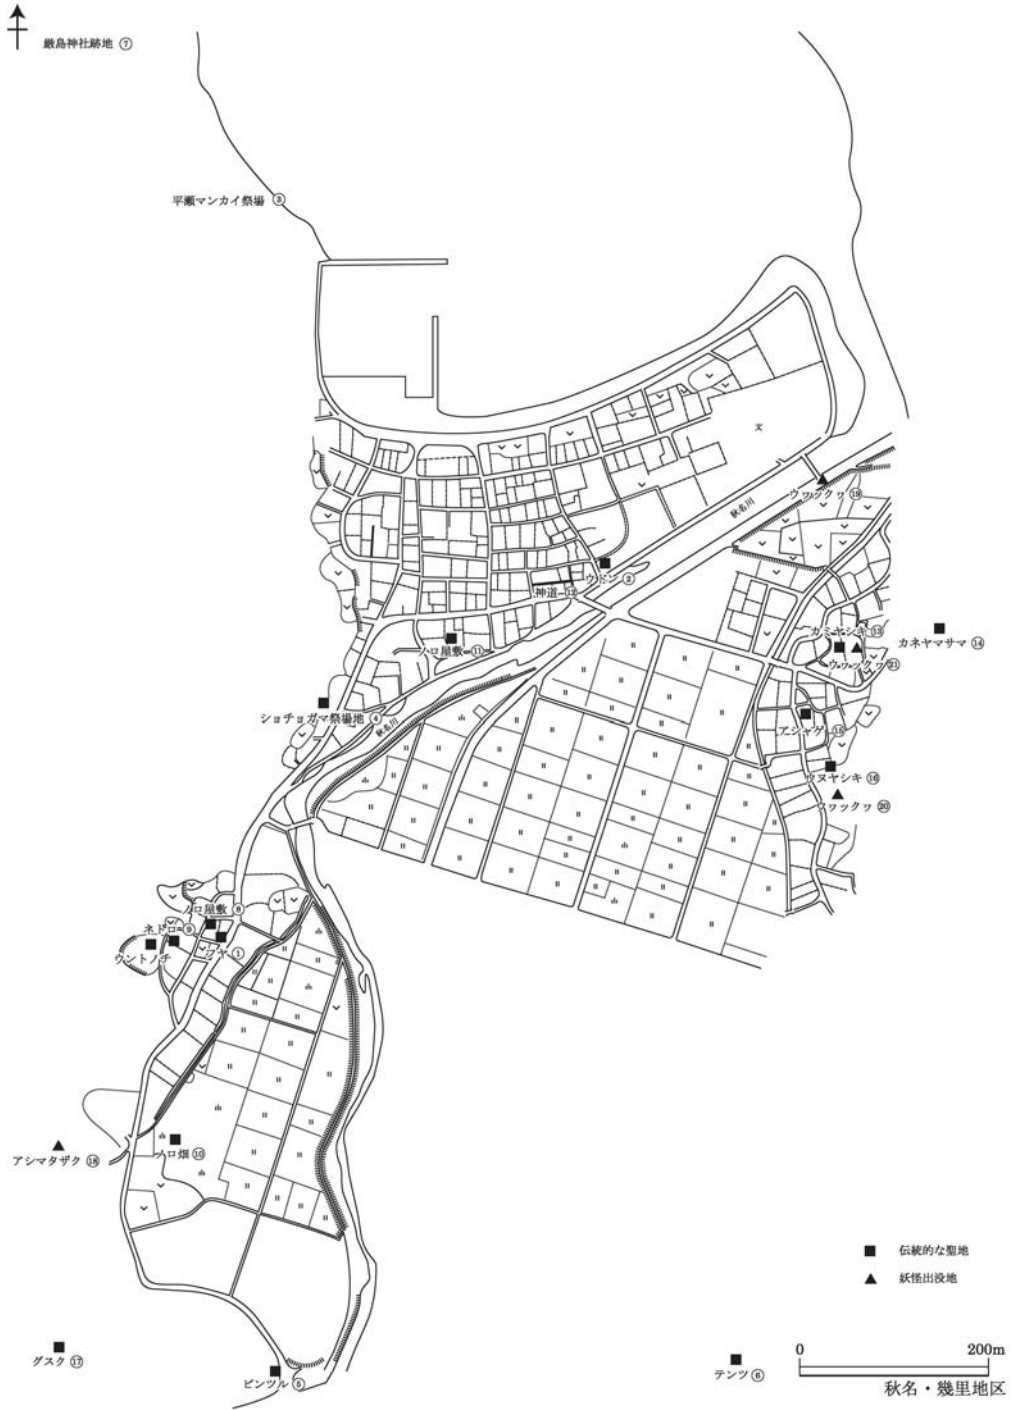 厳島神社跡地 ⑦
平瀬マンカイ祭場 ③
文
秋名川
ウヮックヮ ⑲
ウトン ②
神道 ⑫
カミヤシキ ⑬
カネヤマサマ ⑭
ノロ屋敷 ⑪
ウヮックヮ ㉑
ショチョガマ祭場地 ④
秋名川
アシャゲ ⑮
ウヌヤシキ ⑯
ウヮックヮ ⑳
ノロ屋敷 ⑧
ネドロ ⑨
ウントノチ
フヤ ①
アシマタザク ⑱
ノロ畑 ⑩
■ 伝統的な聖地
▲ 妖怪出没地
グスク ⑰
ビンヅル ⑤
テンツ ⑥
0 200m
秋名・幾里地区